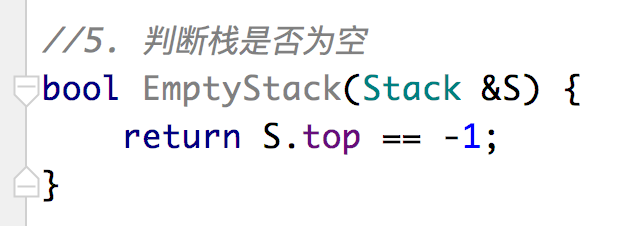 //5. 判断栈是否为空
bool EmptyStack(Stack &S) {
    return S.top == -1;
}